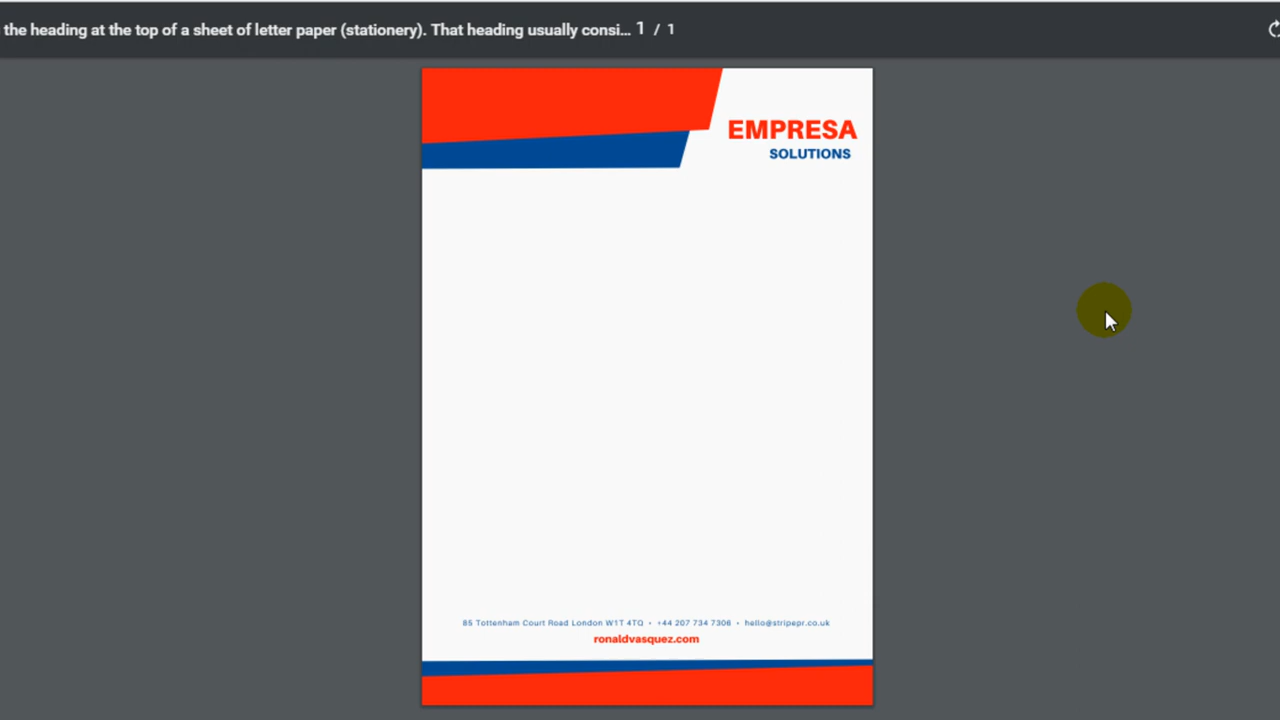 the heading at the top of a sheet of letter paper (stationery). That heading usually consi... 1 / 1
EMPRESA
SOLUTIONS
85 Tottenham Court Road London W1T 4TQ • +44 207 734 7306 • hello@stripepr.co.uk
ronaldvasquez.com